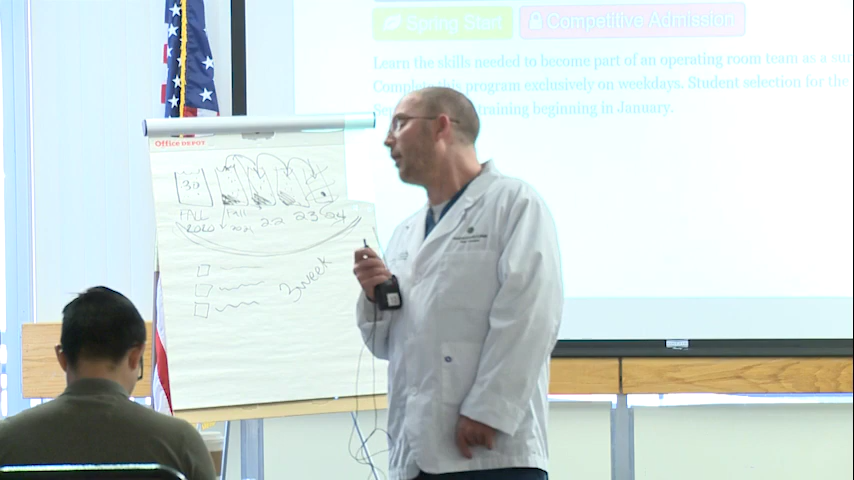 Spring Start
Competitive Admission
Learn the skills needed to become part of an operating room team as a
Complete this program exclusively on weekdays. Student selection for the
training beginning in January.
Office DEPOT
30
FALL Fall 22 23 24
2020
3 week